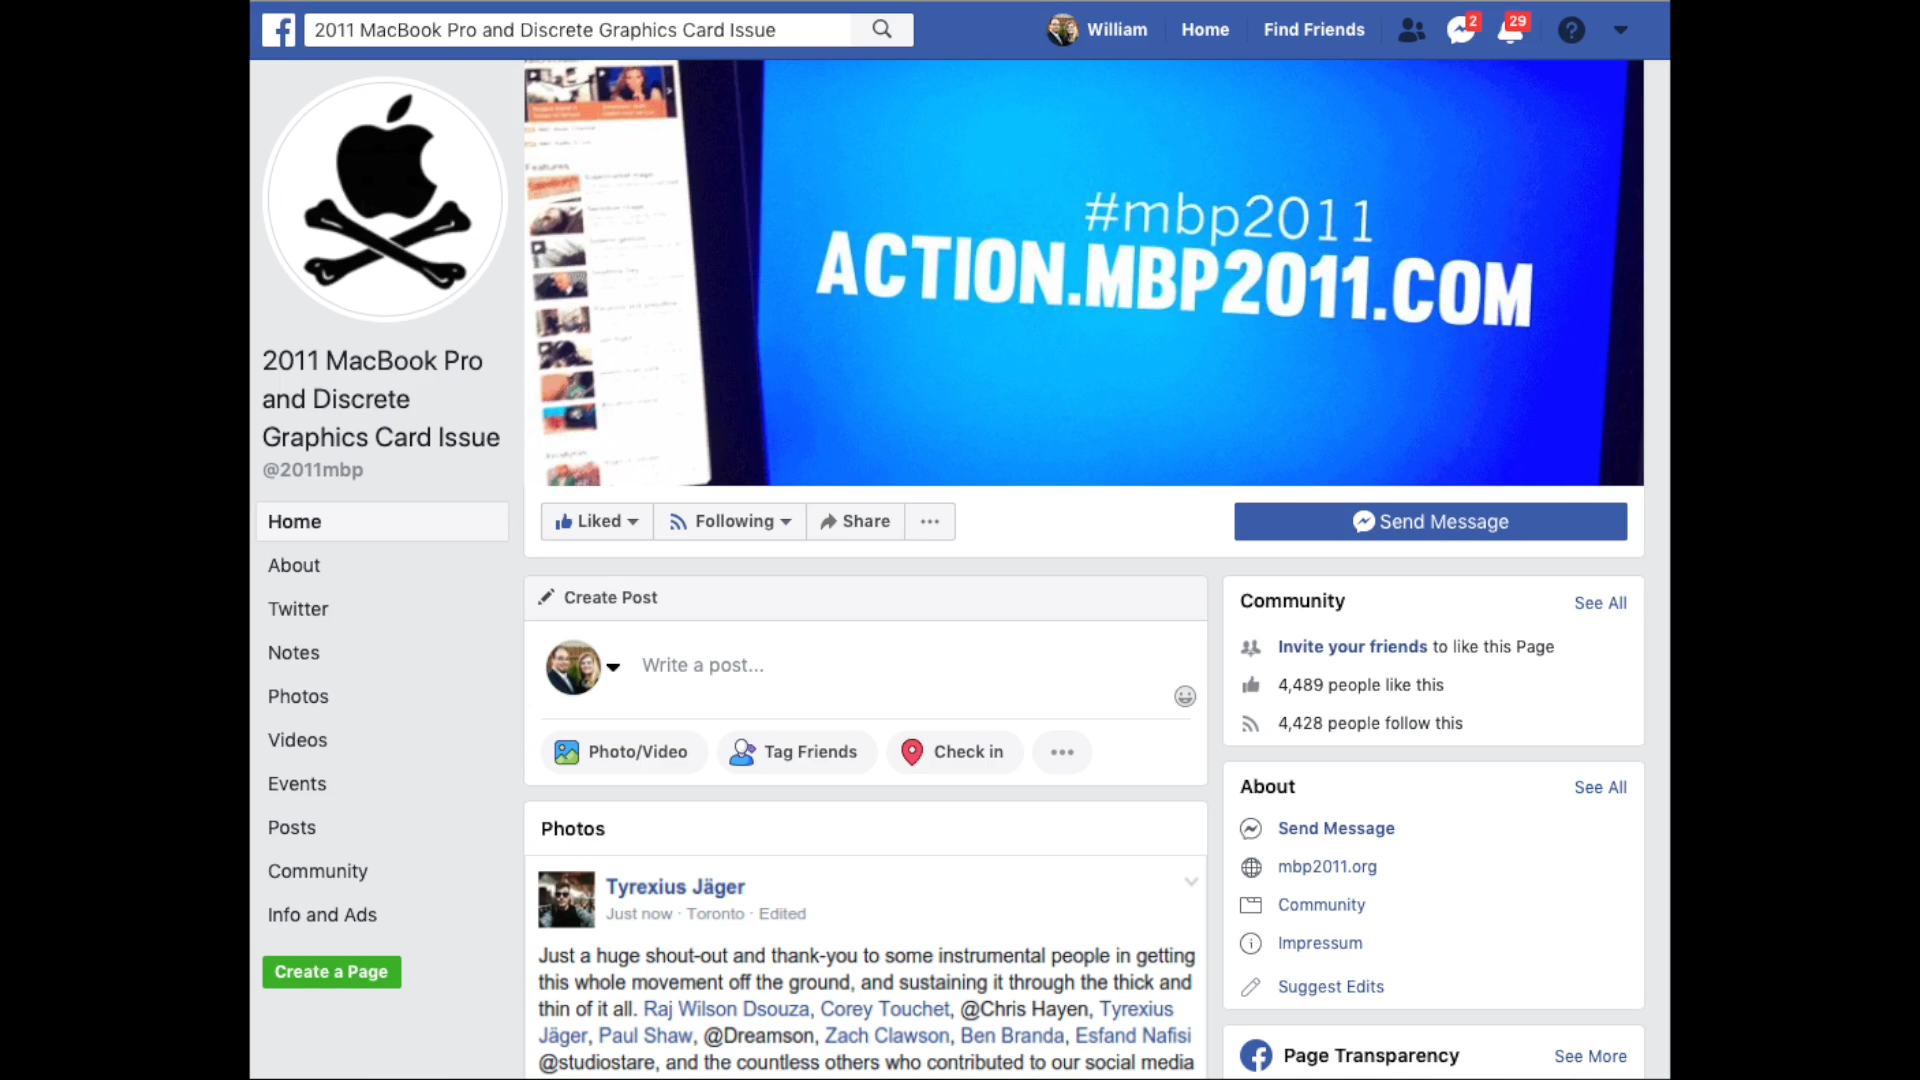 2011 MacBook Pro and Discrete Graphics Card Issue
William
Home
Find Friends
2
29
?
#mbp2011
ACTION.MBP2011.COM
Features
2011 MacBook Pro
and Discrete
Graphics Card Issue
@2011mbp
Home
About
Twitter
Notes
Photos
Videos
Events
Posts
Community
Info and Ads
Create a Page
Liked
Following
Share
Send Message
Create Post
Write a post...
Photo/Video
Tag Friends
Check in
Photos
Tyrexius Jäger
Just now · Toronto · Edited
Just a huge shout-out and thank-you to some instrumental people in getting
this whole movement off the ground, and sustaining it through the thick and
thin of it all. Raj Wilson Dsouza, Corey Touchet, @Chris Hayen, Tyrexius
Jäger, Paul Shaw, @Dreamson, Zach Clawson, Ben Branda, Esfand Nafisi
@studiostare, and the countless others who contributed to our social media
Community
See All
Invite your friends to like this Page
4,489 people like this
4,428 people follow this
About
See All
Send Message
mbp2011.org
Community
Impressum
Suggest Edits
Page Transparency
See More